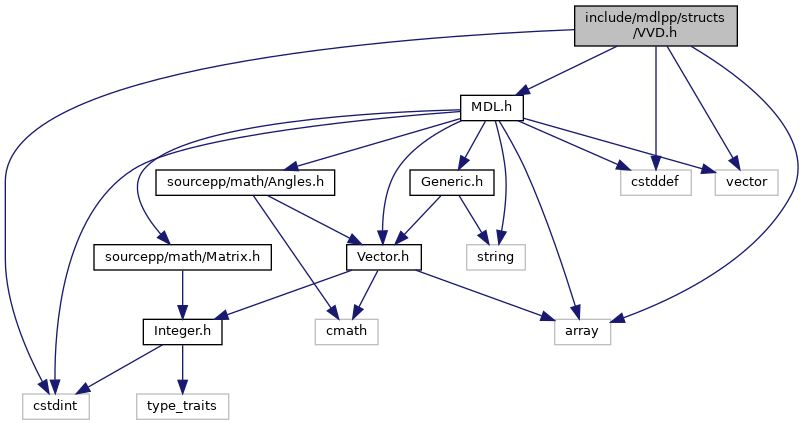 include/mdlpp/structs
/VVD.h
MDL.h
sourcepp/math/Angles.h
Generic.h
cstddef
vector
sourcepp/math/Matrix.h
Vector.h
string
Integer.h
cmath
array
cstdint
type_traits